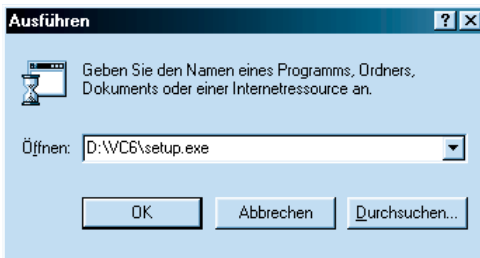 Ausführen
Geben Sie den Namen eines Programms, Ordners,
Dokuments oder einer Internetressource an.
Öffnen: D:\VC6\setup.exe
OK Abbrechen Durchsuchen...